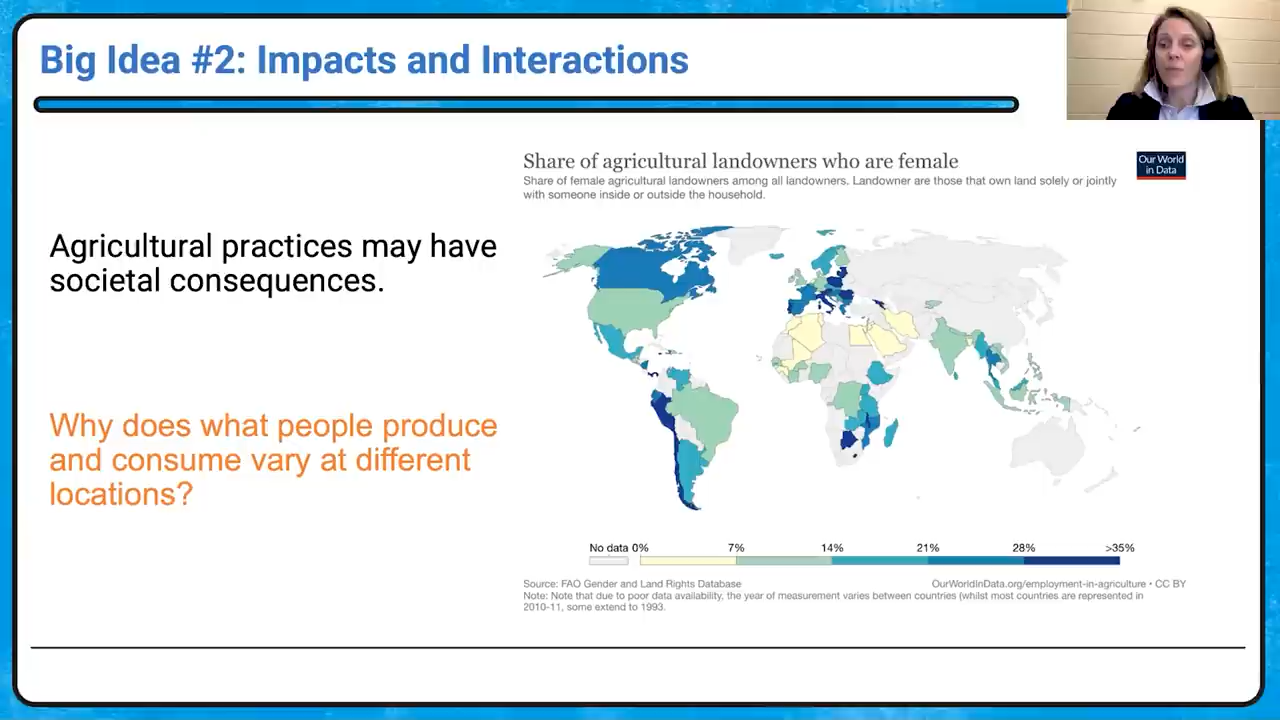 Big Idea #2: Impacts and Interactions
Agricultural practices may have
societal consequences.
Why does what people produce
and consume vary at different
locations?
Share of agricultural landowners who are female
Share of female agricultural landowners among all landowners. Landowner are those that own land solely or jointly
with someone inside or outside the household.
Our World
in Data
No data 0% 7% 14% 21% 28% >35%
Source: FAO Gender and Land Rights Database
OurWorldInData.org/employment-in-agriculture • CC BY
Note: Note that due to poor data availability, the year of measurement varies between countries (whilst most countries are represented in
2010-11, some extend to 1993.